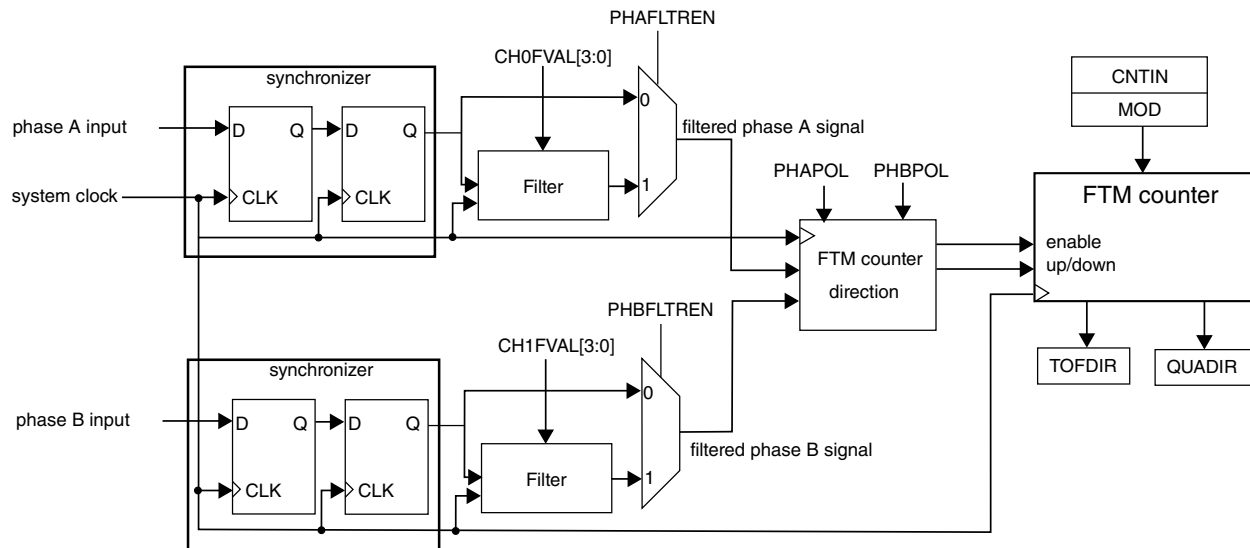 PHAFLTREN
CH0FVAL[3:0]
synchronizer
CNTIN
MOD
phase A input
D Q D Q
0
filtered phase A signal
system clock
CLK CLK
Filter
1
PHAPOL PHBPOL
FTM counter
enable
up/down
FTM counter
direction
PHBFLTREN
CH1FVAL[3:0]
synchronizer
TOFDIR QUADIR
phase B input
D Q D Q
0
filtered phase B signal
CLK CLK
Filter
1